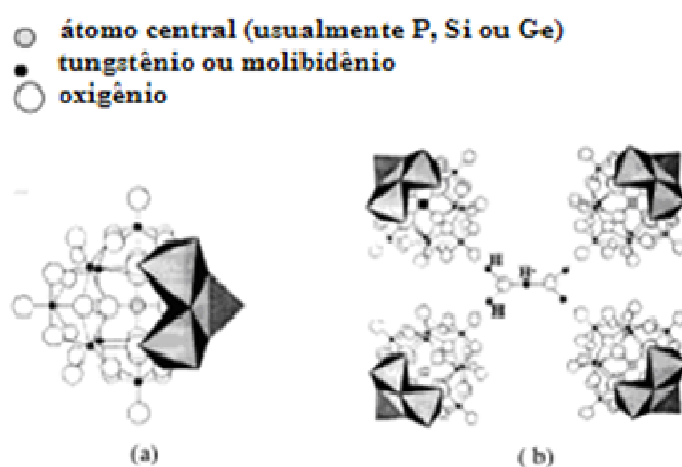 átomo central (usualmente P, Si ou Ge)
tungstênio ou molibidênio
oxigênio
H H⁺
H
(a) (b)